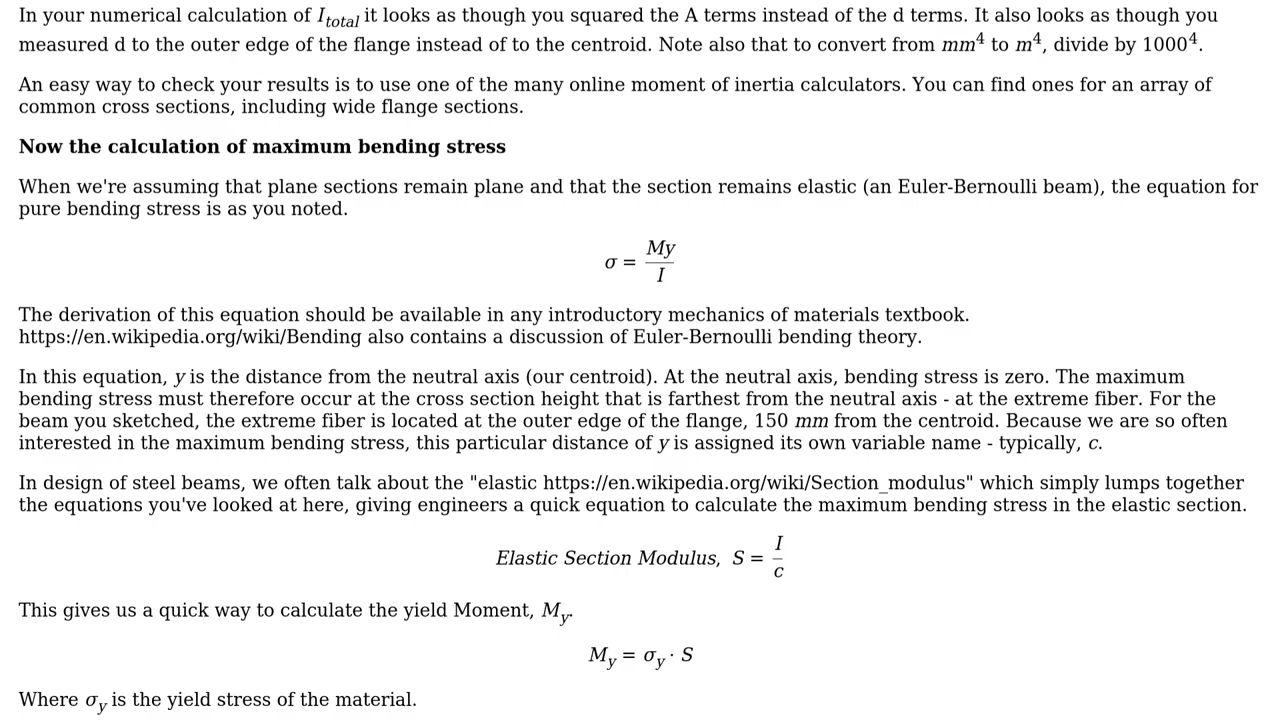 In your numerical calculation of I_total it looks as though you squared the A terms instead of the d terms. It also looks as though you
measured d to the outer edge of the flange instead of to the centroid. Note also that to convert from mm⁴ to m⁴, divide by 1000⁴.
An easy way to check your results is to use one of the many online moment of inertia calculators. You can find ones for an array of
common cross sections, including wide flange sections.
Now the calculation of maximum bending stress
When we're assuming that plane sections remain plane and that the section remains elastic (an Euler-Bernoulli beam), the equation for
pure bending stress is as you noted.
σ = My/I
The derivation of this equation should be available in any introductory mechanics of materials textbook.
https://en.wikipedia.org/wiki/Bending also contains a discussion of Euler-Bernoulli bending theory.
In this equation, y is the distance from the neutral axis (our centroid). At the neutral axis, bending stress is zero. The maximum
bending stress must therefore occur at the cross section height that is farthest from the neutral axis - at the extreme fiber. For the
beam you sketched, the extreme fiber is located at the outer edge of the flange, 150 mm from the centroid. Because we are so often
interested in the maximum bending stress, this particular distance of y is assigned its own variable name - typically, c.
In design of steel beams, we often talk about the "elastic https://en.wikipedia.org/wiki/Section_modulus" which simply lumps together
the equations you've looked at here, giving engineers a quick equation to calculate the maximum bending stress in the elastic section.
Elastic Section Modulus, S = I/c
This gives us a quick way to calculate the yield Moment, M_y.
M_y = σ_y · S
Where σ_y is the yield stress of the material.